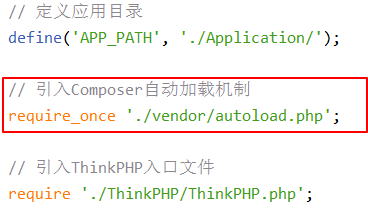 // 定义应用目录
define('APP_PATH', './Application/');
// 引入Composer自动加载机制
require_once './vendor/autoload.php';
// 引入ThinkPHP入口文件
require './ThinkPHP/ThinkPHP.php';